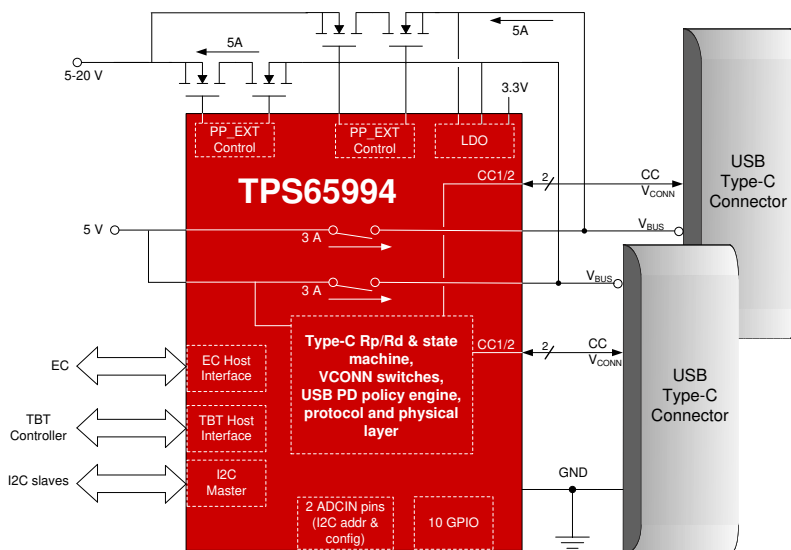 5A
5A
5-20 V
3.3V
PP_EXT
Control
PP_EXT
Control
LDO
TPS65994
CC1/2
2
CC
VCONN
USB
Type-C
Connector
5 V
3 A
VBUS
3 A
VBUS
Type-C Rp/Rd & state
machine,
VCONN switches,
USB PD policy engine,
protocol and physical
layer
CC1/2
2
CC
VCONN
USB
Type-C
Connector
EC
EC Host
Interface
TBT
Controller
TBT Host
Interface
I2C slaves
I2C
Master
GND
2 ADCIN pins
(I2C addr &
config)
10 GPIO